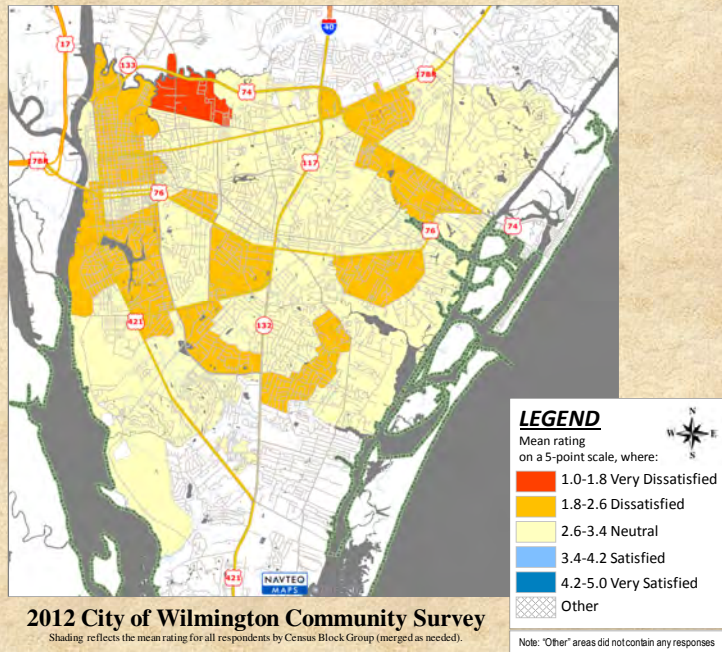 40
17
133
74
178R
178R
117
76
76
74
421
132
421
NAVTEQ
MAPS
LEGEND
Mean rating
on a 5-point scale, where:
N
W E
S
1.0-1.8 Very Dissatisfied
1.8-2.6 Dissatisfied
2.6-3.4 Neutral
3.4-4.2 Satisfied
4.2-5.0 Very Satisfied
Other
2012 City of Wilmington Community Survey
Shading reflects the mean rating for all respondents by Census Block Group (merged as needed).
Note: "Other" areas did not contain any responses